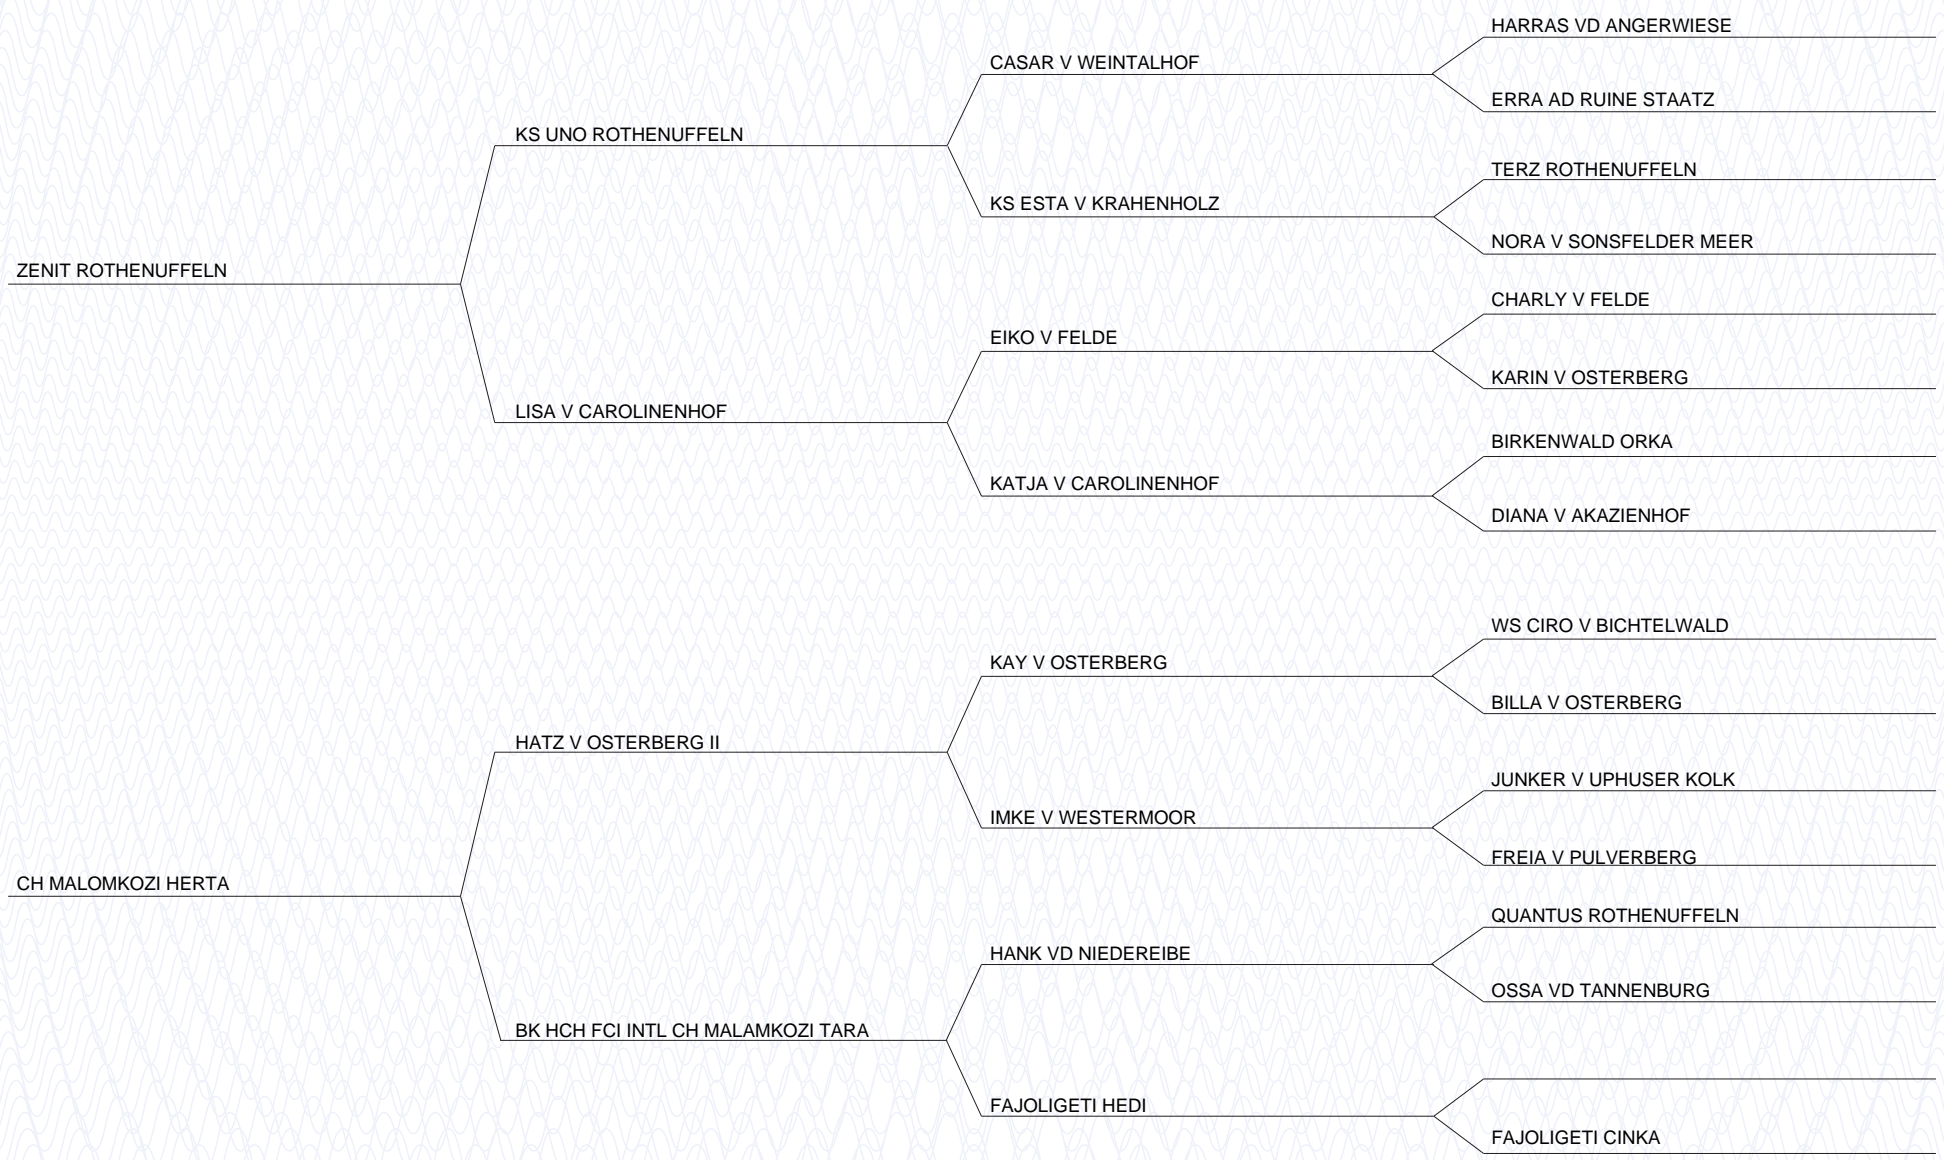 HARRAS VD ANGERWIESE
CASAR V WEINTALHOF
ERRA AD RUINE STAATZ
KS UNO ROTHENUFFELN
TERZ ROTHENUFFELN
KS ESTA V KRAHENHOLZ
NORA V SONSFELDER MEER
ZENIT ROTHENUFFELN
CHARLY V FELDE
EIKO V FELDE
KARIN V OSTERBERG
LISA V CAROLINENHOF
BIRKENWALD ORKA
KATJA V CAROLINENHOF
DIANA V AKAZIENHOF
WS CIRO V BICHTELWALD
KAY V OSTERBERG
BILLA V OSTERBERG
HATZ V OSTERBERG II
JUNKER V UPHUSER KOLK
IMKE V WESTERMOOR
FREIA V PULVERBERG
CH MALOMKOZI HERTA
QUANTUS ROTHENUFFELN
HANK VD NIEDEREIBE
OSSA VD TANNENBURG
BK HCH FCI INTL CH MALAMKOZI TARA
FAJOLIGETI HEDI
FAJOLIGETI CINKA